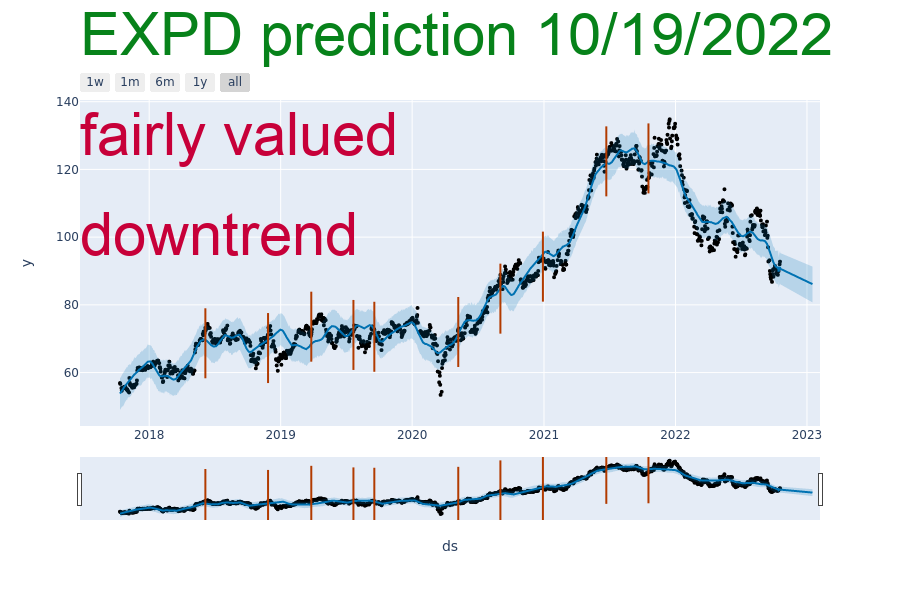 EXPD prediction 10/19/2022
1w 1m 6m 1y all
140
fairly valued
120
downtrend
100
y
80
60
2018 2019 2020 2021 2022 2023
ds